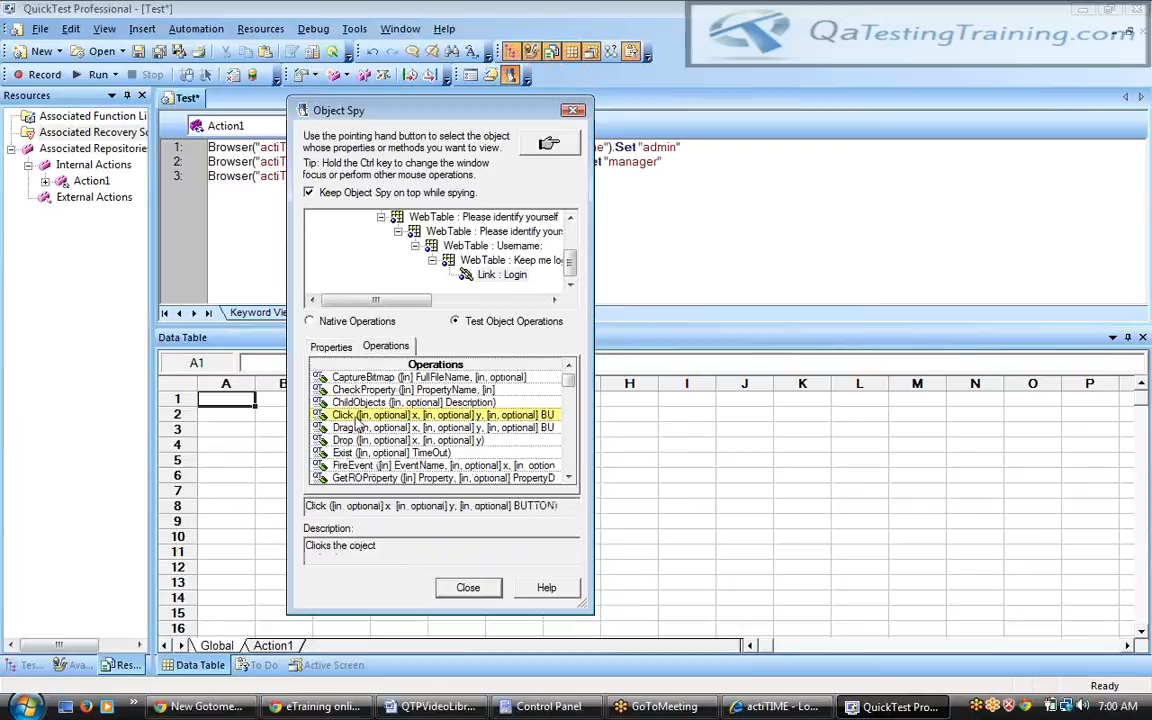 QuickTest Professional - [Test*]
File Edit View Insert Automation Resources Debug Tools Window Help
QaTestingTraining.com
New Open
Record Run Stop
Resources
Test*
Associated Function Li
Associated Recovery Sc
Associated Repositorie
Internal Actions
Action1
External Actions
Action1
1: Browser("actiT
2: Browser("actiT
3: Browser("actiT
e").Set "admin"
et "manager"
Keyword Vie
Object Spy
Use the pointing hand button to select the object
whose properties or methods you want to view.
Tip: Hold the Ctrl key to change the window
focus or perform other mouse operations.
Keep Object Spy on top while spying.
WebTable : Please identify yourself
WebTable : Please identify your
WebTable : Username:
WebTable : Keep me lo
Link : Login
Native Operations Test Object Operations
Properties Operations
Operations
CaptureBitmap ([in] FullFileName, [in, optional]
CheckProperty ([in] PropertyName, [in]
ChildObjects ([in, optional] Description)
Click ([in, optional] x, [in, optional] y, [in, optional] BU
Drag [in, optional] x, [in, optional] y, [in, optional] BU
Drop ([in, optional] x, [in, optional] y)
Exist ([in, optional] TimeOut)
FireEvent ([in] EventName, [in, optional] x, [in, option
GetROProperty ([in] Property, [in, optional] PropertyD
Click ([in, optional] x, [in, optional] y, [in, optional] BUTTON)
Description:
Clicks the object
Close Help
Data Table
A1
A B H I J K L M N O P
1
2
3
4
5
6
7
8
9
10
11
12
13
14
15
16
Global Action1
Tes... Ava... Res... Data Table To Do Active Screen
Ready
New Gotome... eTraining onli... QTPVideoLibr... Control Panel GoToMeeting actiTIME - Lo... QuickTest Pro... 7:00 AM